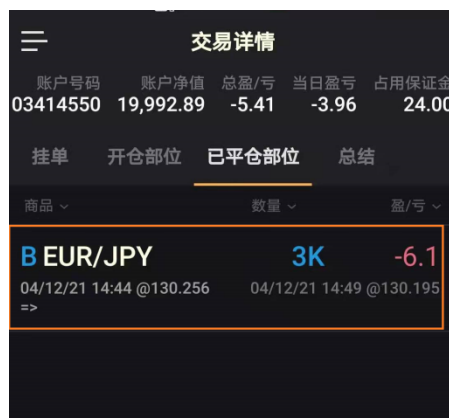 交易详情
账户号码 账户净值 总盈/亏 当日盈亏 占用保证金
03414550 19,992.89 -5.41 -3.96 24.00
挂单 开仓部位 已平仓部位 总结
商品 数量 盈/亏
B EUR/JPY 3K -6.1
04/12/21 14:44 @130.256 04/12/21 14:49 @130.195
=>